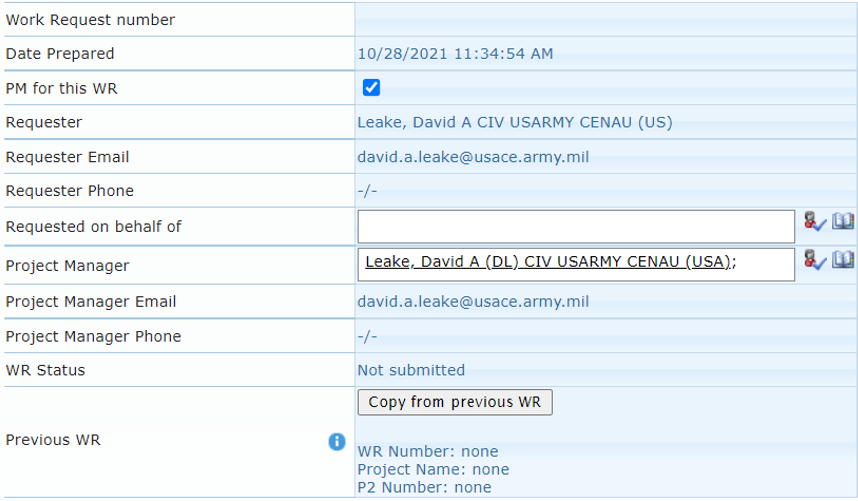 Work Request number
Date Prepared 10/28/2021 11:34:54 AM
PM for this WR
Requester Leake, David A CIV USARMY CENAU (US)
Requester Email david.a.leake@usace.army.mil
Requester Phone -/-
Requested on behalf of
Project Manager Leake, David A (DL) CIV USARMY CENAU (USA);
Project Manager Email david.a.leake@usace.army.mil
Project Manager Phone -/-
WR Status Not submitted
Copy from previous WR
Previous WR
WR Number: none
Project Name: none
P2 Number: none